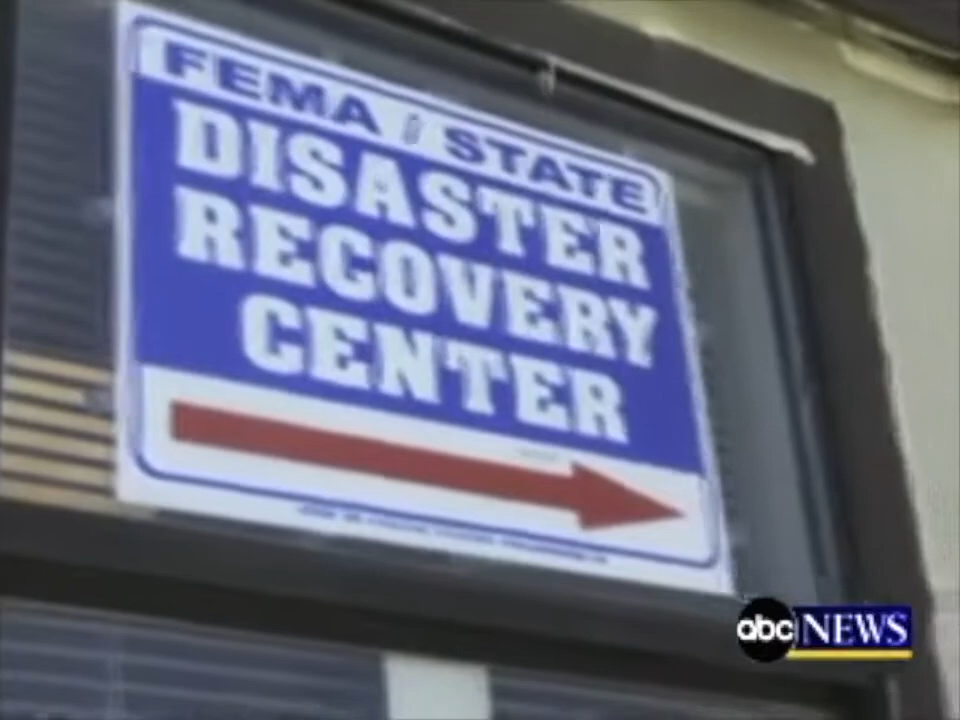 FEMA / STATE
DISASTER
RECOVERY
CENTER
abc NEWS